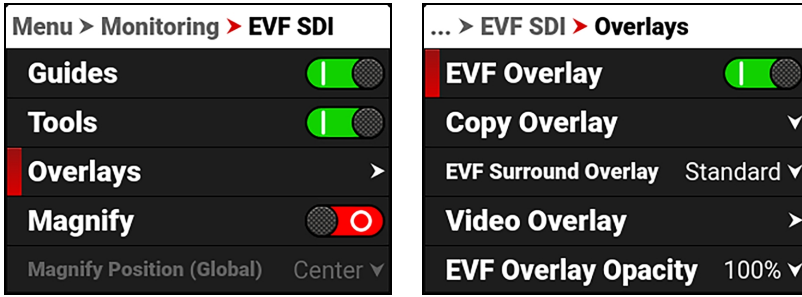 Menu > Monitoring > EVF SDI
Guides
Tools
Overlays >
Magnify
Magnify Position (Global) Center
... > EVF SDI > Overlays
EVF Overlay
Copy Overlay
EVF Surround Overlay Standard
Video Overlay >
EVF Overlay Opacity 100%